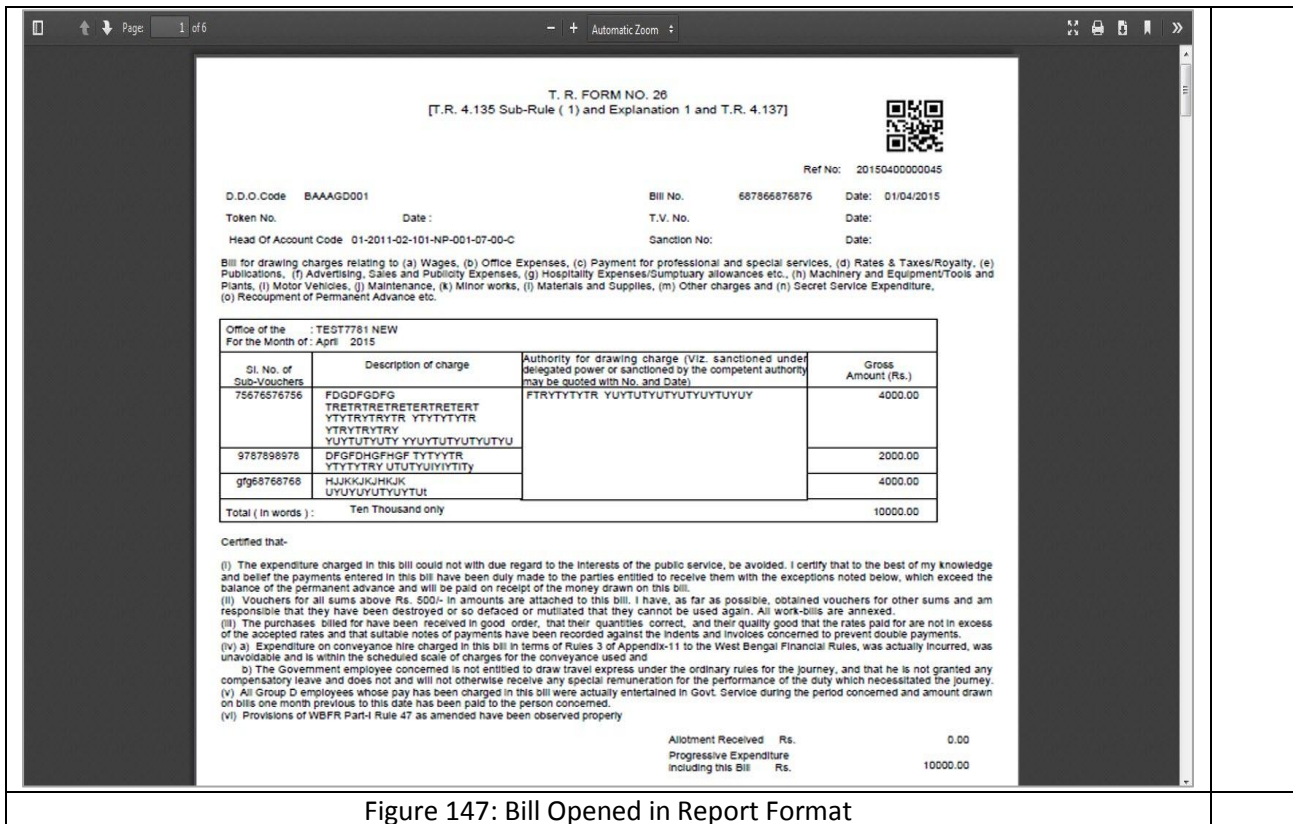 Page: 1 of 6 − + Automatic Zoom
T. R. FORM NO. 26
[T.R. 4.135 Sub-Rule ( 1) and Explanation 1 and T.R. 4.137]
Ref No: 20150400000045
D.D.O.Code BAAAGD001 Bill No. 687866876876 Date: 01/04/2015
Token No. Date : T.V. No. Date:
Head Of Account Code 01-2011-02-101-NP-001-07-00-C Sanction No: Date:
Bill for drawing charges relating to (a) Wages, (b) Office Expenses, (c) Payment for professional and special services, (d) Rates & Taxes/Royalty, (e)
Publications, (f) Advertising, Sales and Publicity Expenses, (g) Hospitality Expenses/Sumptuary allowances etc., (h) Machinery and Equipment/Tools and
Plants, (i) Motor Vehicles, (j) Maintenance, (k) Minor works, (l) Materials and Supplies, (m) Other charges and (n) Secret Service Expenditure,
(o) Recoupment of Permanent Advance etc.
Office of the : TEST7781 NEW
For the Month of : April 2015
Sl. No. of
Sub-Vouchers
Description of charge
Authority for drawing charge (Viz. sanctioned under
delegated power or sanctioned by the competent authority
may be quoted with No. and Date)
Gross
Amount (Rs.)
75676576756 FDGDFGDFG FTRYTYTYTR YUYTUTYUTYUTYUYTUYUY 4000.00
TRETRTRETRETERTRETERT
YTYTRYTRYTR YTYTYTYTR
YTRYTRYTRY
YUYTUTYUTY YYUYTUTYUTYUTYU
9787898978 DFGFDHGFHGF TYTYYTR 2000.00
YTYTYTRY UTUTYUIYIYTITy
gfg68768768 HJJKKJKJHKJK 4000.00
UYUYUYUTYUYTUt
Total ( in words ) : Ten Thousand only 10000.00
Certified that-
(i) The expenditure charged in this bill could not with due regard to the interests of the public service, be avoided. I certify that to the best of my knowledge
and belief the payments entered in this bill have been duly made to the parties entitled to receive them with the exceptions noted below, which exceed the
balance of the permanent advance and will be paid on receipt of the money drawn on this bill.
(ii) Vouchers for all sums above Rs. 500/- in amounts are attached to this bill. I have, as far as possible, obtained vouchers for other sums and am
responsible that they have been destroyed or so defaced or mutilated that they cannot be used again. All work-bills are annexed.
(iii) The purchases billed for have been received in good order, that their quantities correct, and their quality good that the rates paid for are not in excess
of the accepted rates and that suitable notes of payments have been recorded against the indents and invoices concerned to prevent double payments.
(iv) a) Expenditure on conveyance hire charged in this bill in terms of Rules 3 of Appendix-11 to the West Bengal Financial Rules, was actually incurred, was
unavoidable and is within the scheduled scale of charges for the conveyance used and
b) The Government employee concerned is not entitled to draw travel express under the ordinary rules for the journey, and that he is not granted any
compensatory leave and does not and will not otherwise receive any special remuneration for the performance of the duty which necessitated the journey.
(v) All Group D employees whose pay has been charged in this bill were actually entertained in Govt. Service during the period concerned and amount drawn
on bills one month previous to this date has been paid to the person concerned.
(vi) Provisions of WBFR Part-I Rule 47 as amended have been observed properly
Allotment Received Rs. 0.00
Progressive Expenditure
including this Bill Rs. 10000.00
Figure 147: Bill Opened in Report Format